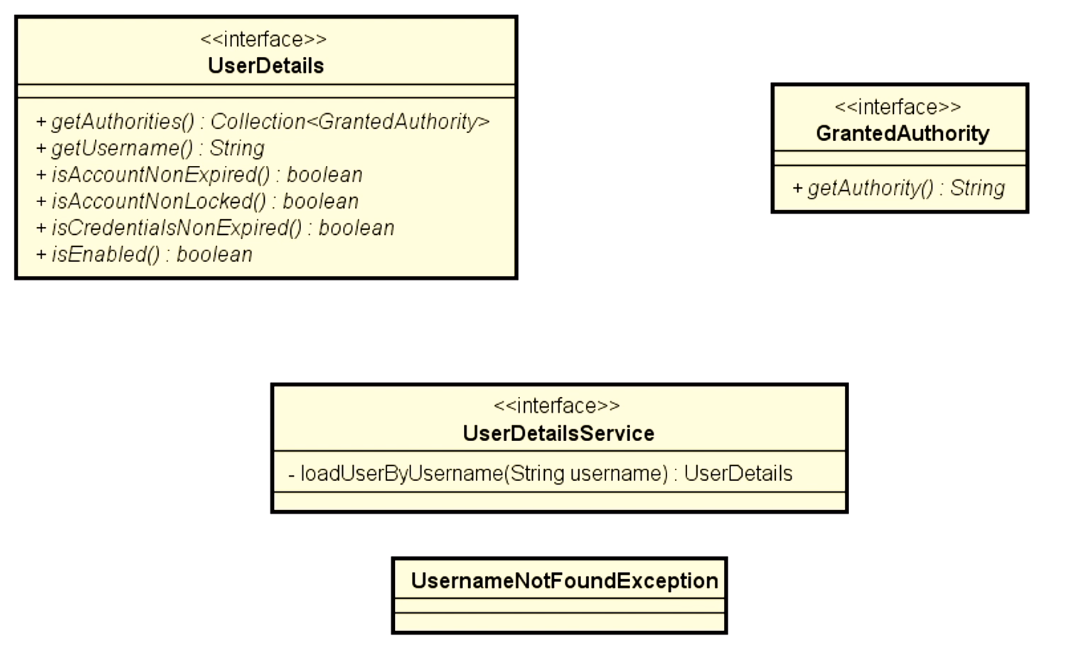 <<interface>>
UserDetails
+ getAuthorities() : Collection<GrantedAuthority>
+ getUsername() : String
+ isAccountNonExpired() : boolean
+ isAccountNonLocked() : boolean
+ isCredentialsNonExpired() : boolean
+ isEnabled() : boolean
<<interface>>
GrantedAuthority
+ getAuthority() : String
<<interface>>
UserDetailsService
- loadUserByUsername(String username) : UserDetails
UsernameNotFoundException